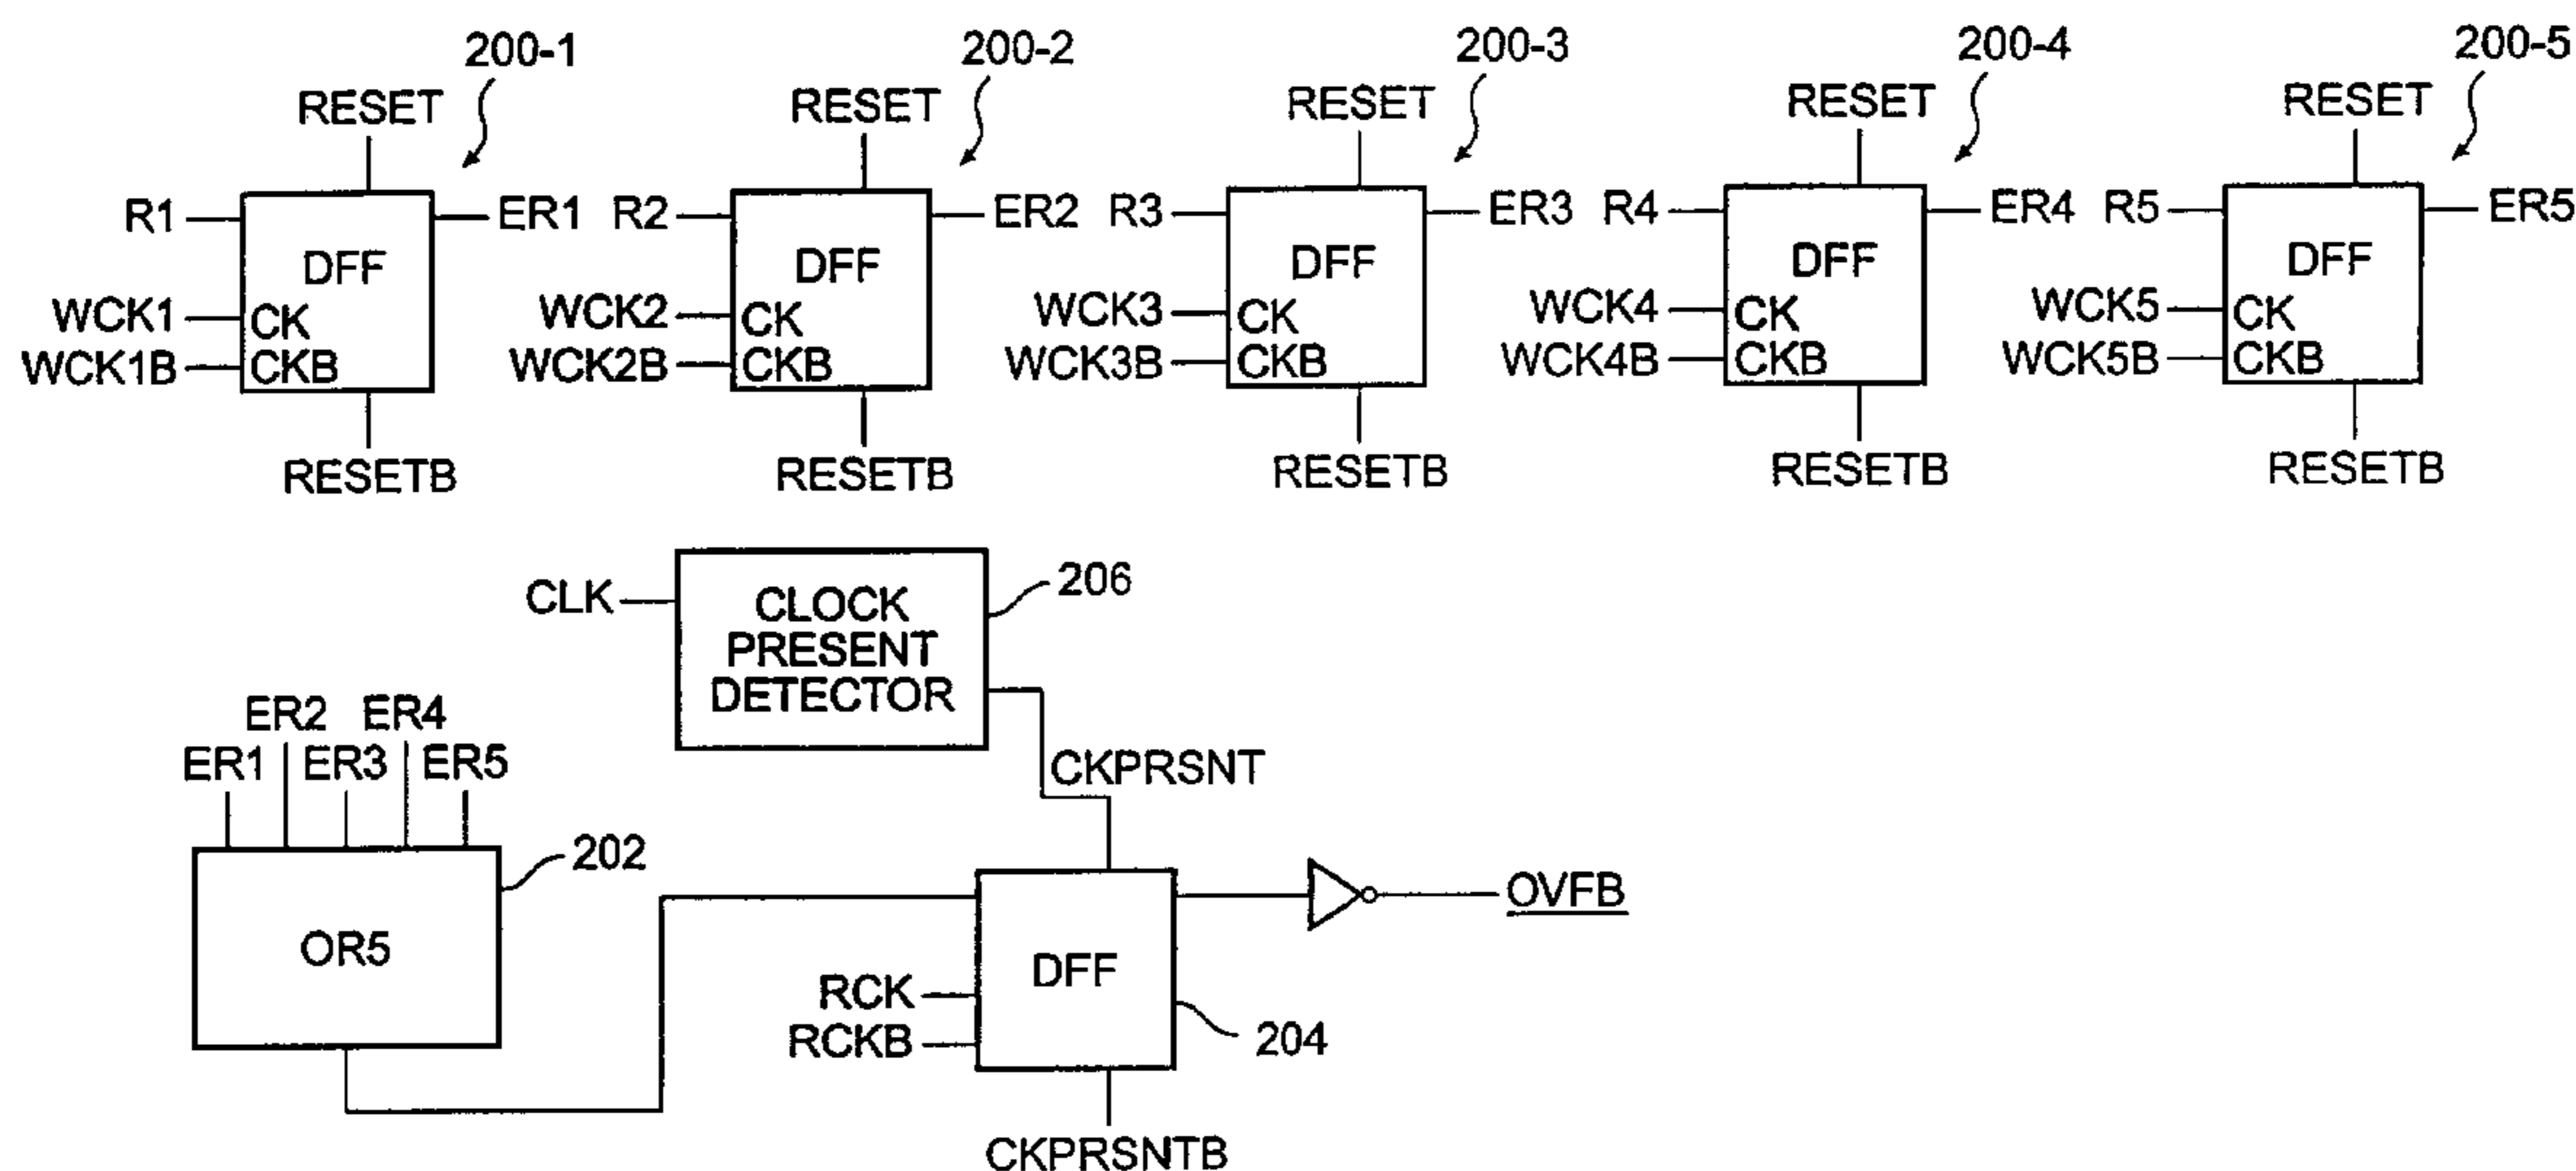 200-1 200-2 200-3 200-4 200-5
RESET RESET RESET RESET RESET
R1 DFF ER1 R2 DFF ER2 R3 DFF ER3 R4 DFF ER4 R5 DFF ER5
WCK1 CK WCK2 CK WCK3 CK WCK4 CK WCK5 CK
WCK1B CKB WCK2B CKB WCK3B CKB WCK4B CKB WCK5B CKB
RESETB RESETB RESETB RESETB RESETB
CLK
CLOCK
PRESENT
DETECTOR
206
CKPRSNT
ER2 ER4
ER1 ER3 ER5
202
OR5
DFF
OVFB
RCK
RCKB
204
CKPRSNTB